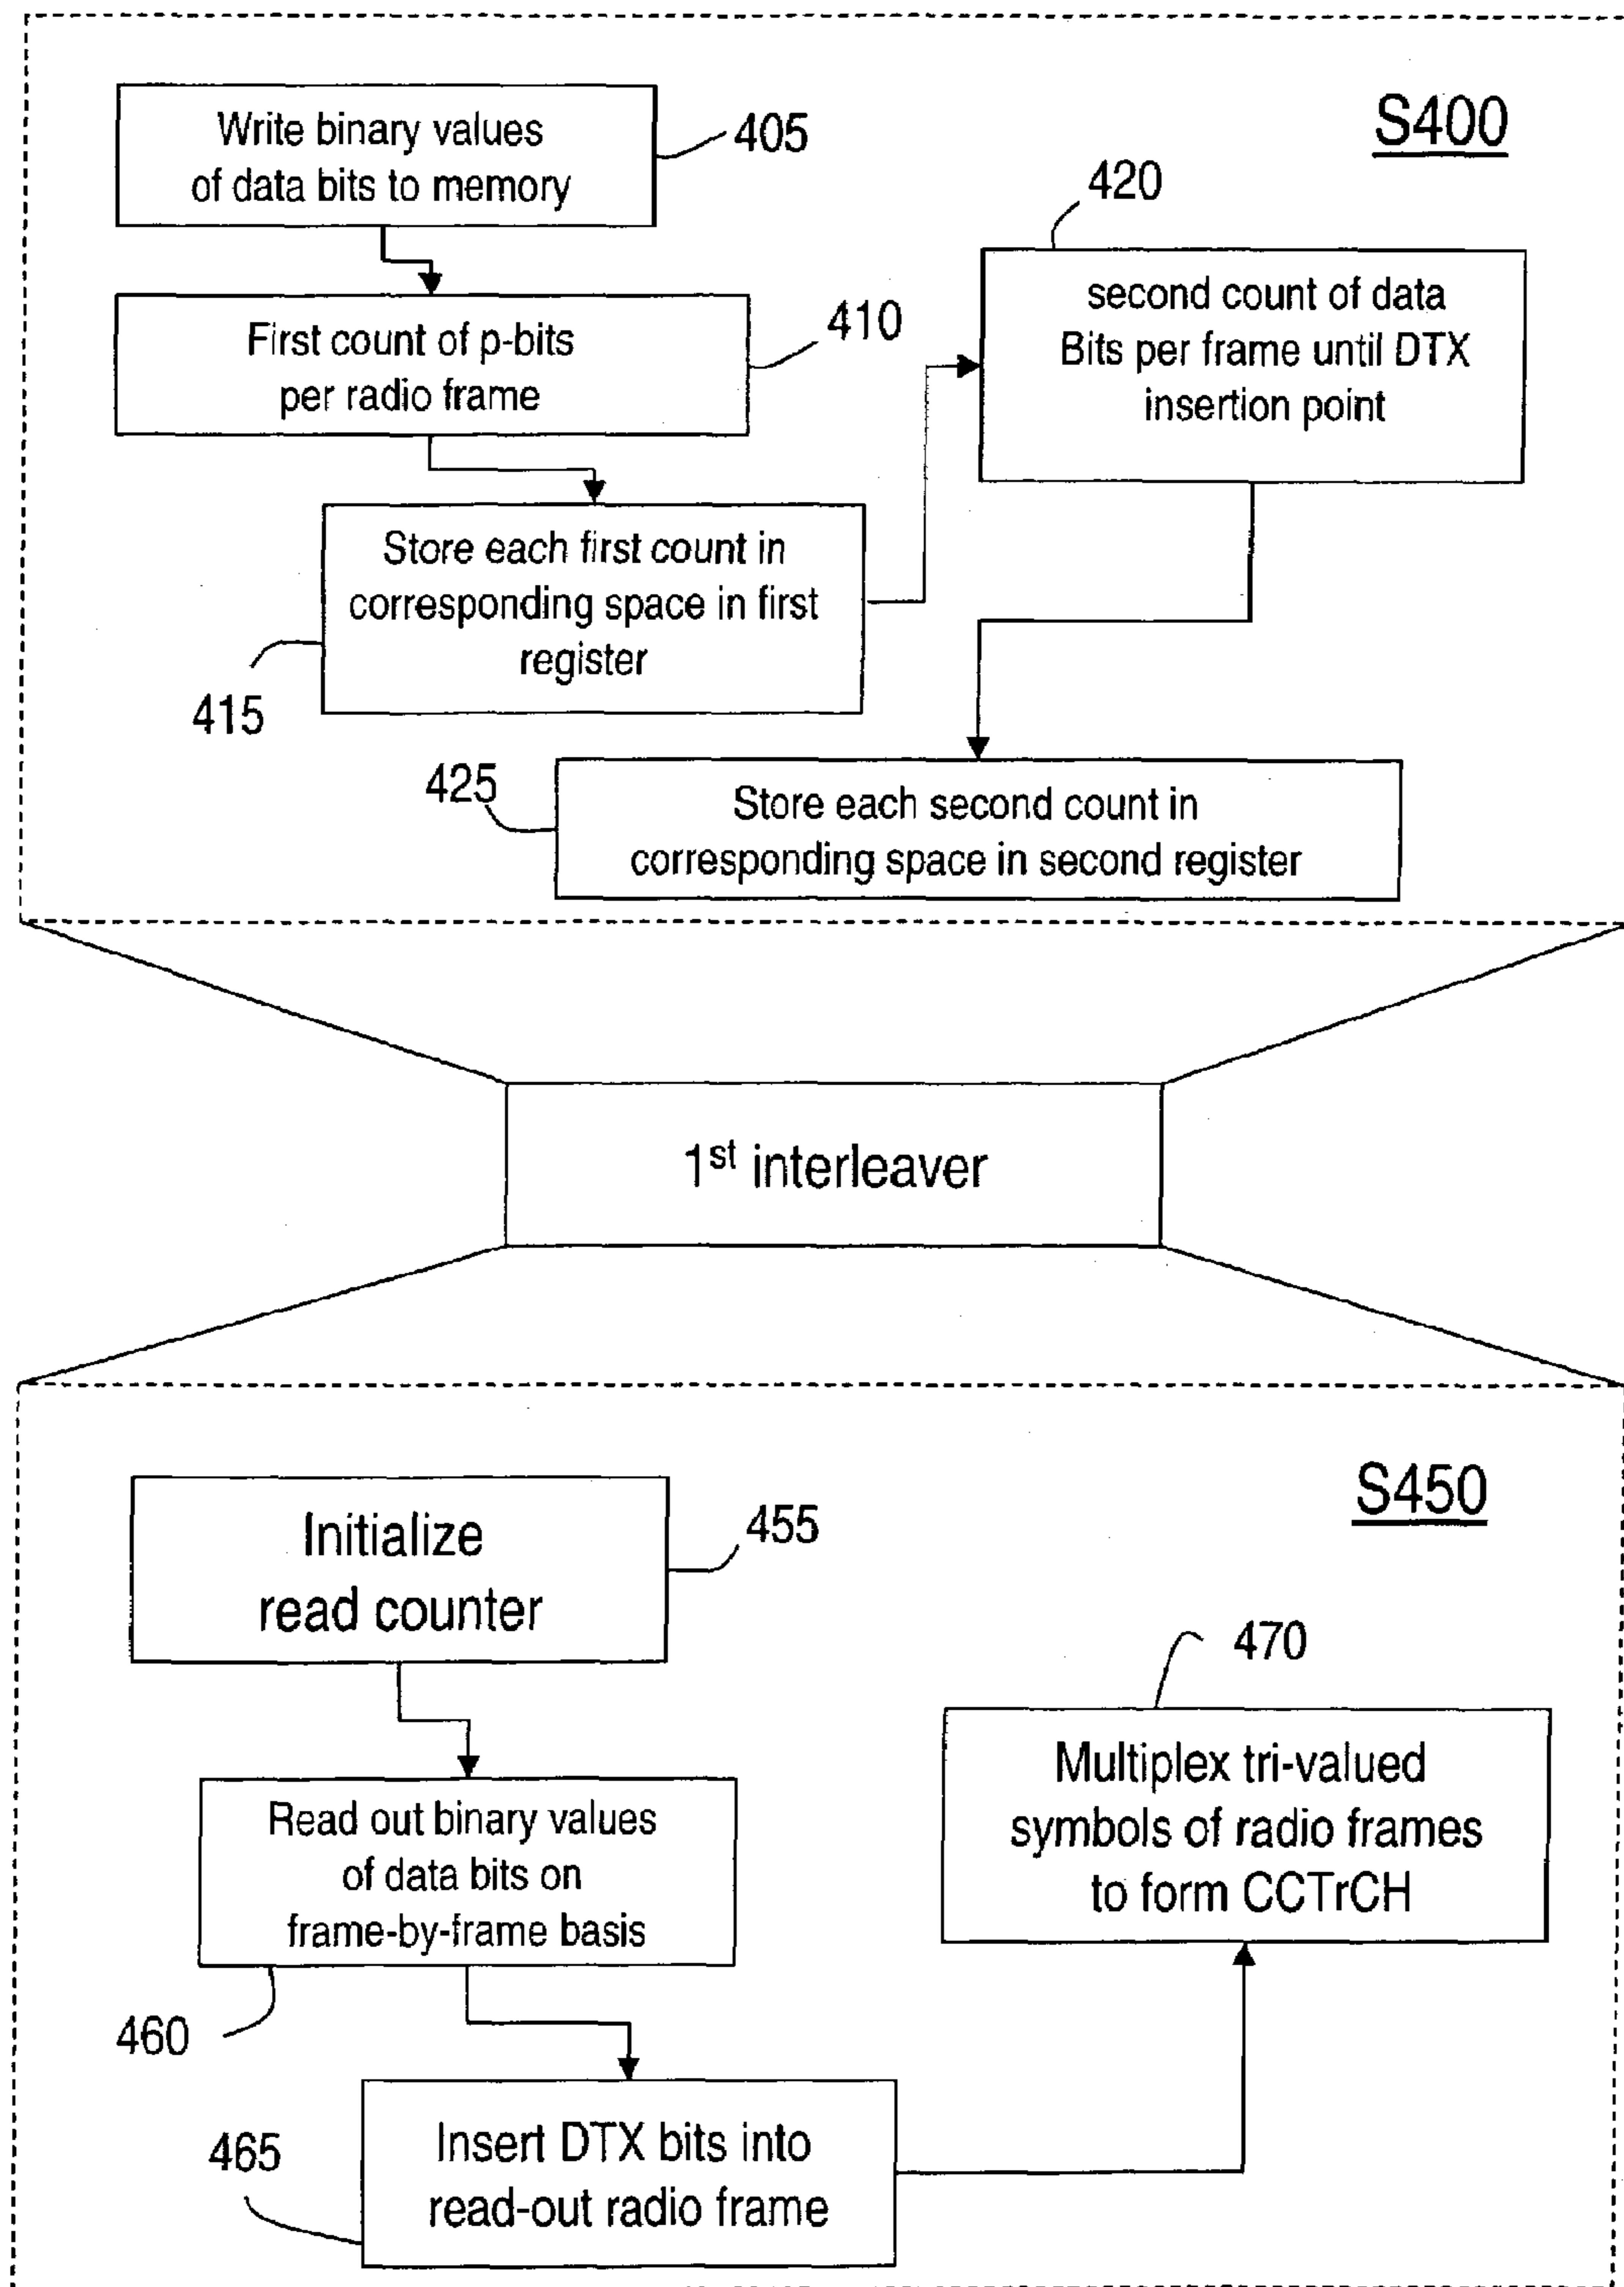 S400
Write binary values
of data bits to memory
405
First count of p-bits
per radio frame
410
Store each first count in
corresponding space in first
register
415
420
second count of data
Bits per frame until DTX
insertion point
425
Store each second count in
corresponding space in second register
1st interleaver
S450
Initialize
read counter
455
Read out binary values
of data bits on
frame-by-frame basis
460
Insert DTX bits into
read-out radio frame
465
470
Multiplex tri-valued
symbols of radio frames
to form CCTrCH